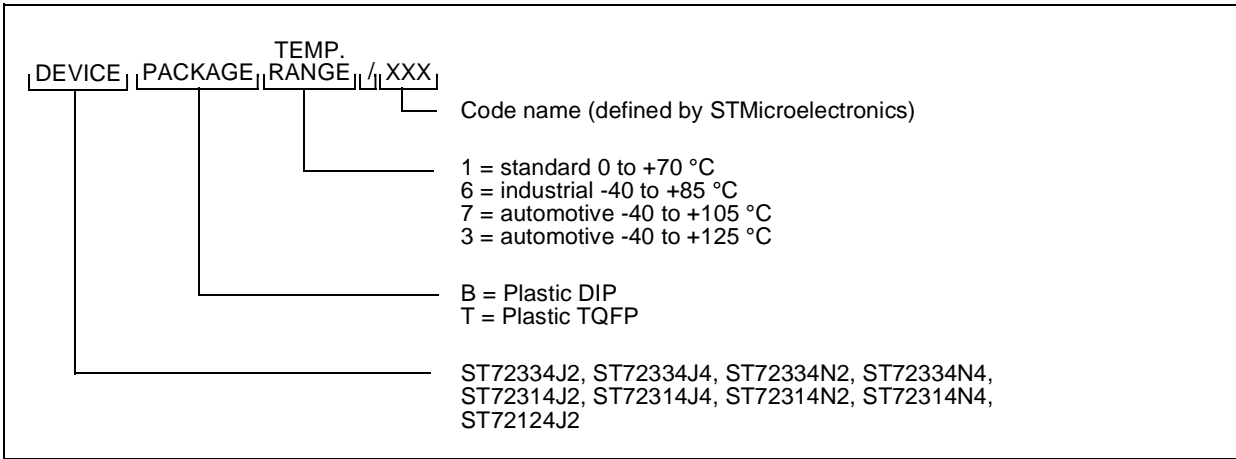 TEMP.
DEVICE PACKAGE RANGE / XXX
Code name (defined by STMicroelectronics)
1 = standard 0 to +70 °C
6 = industrial -40 to +85 °C
7 = automotive -40 to +105 °C
3 = automotive -40 to +125 °C
B = Plastic DIP
T = Plastic TQFP
ST72334J2, ST72334J4, ST72334N2, ST72334N4,
ST72314J2, ST72314J4, ST72314N2, ST72314N4,
ST72124J2